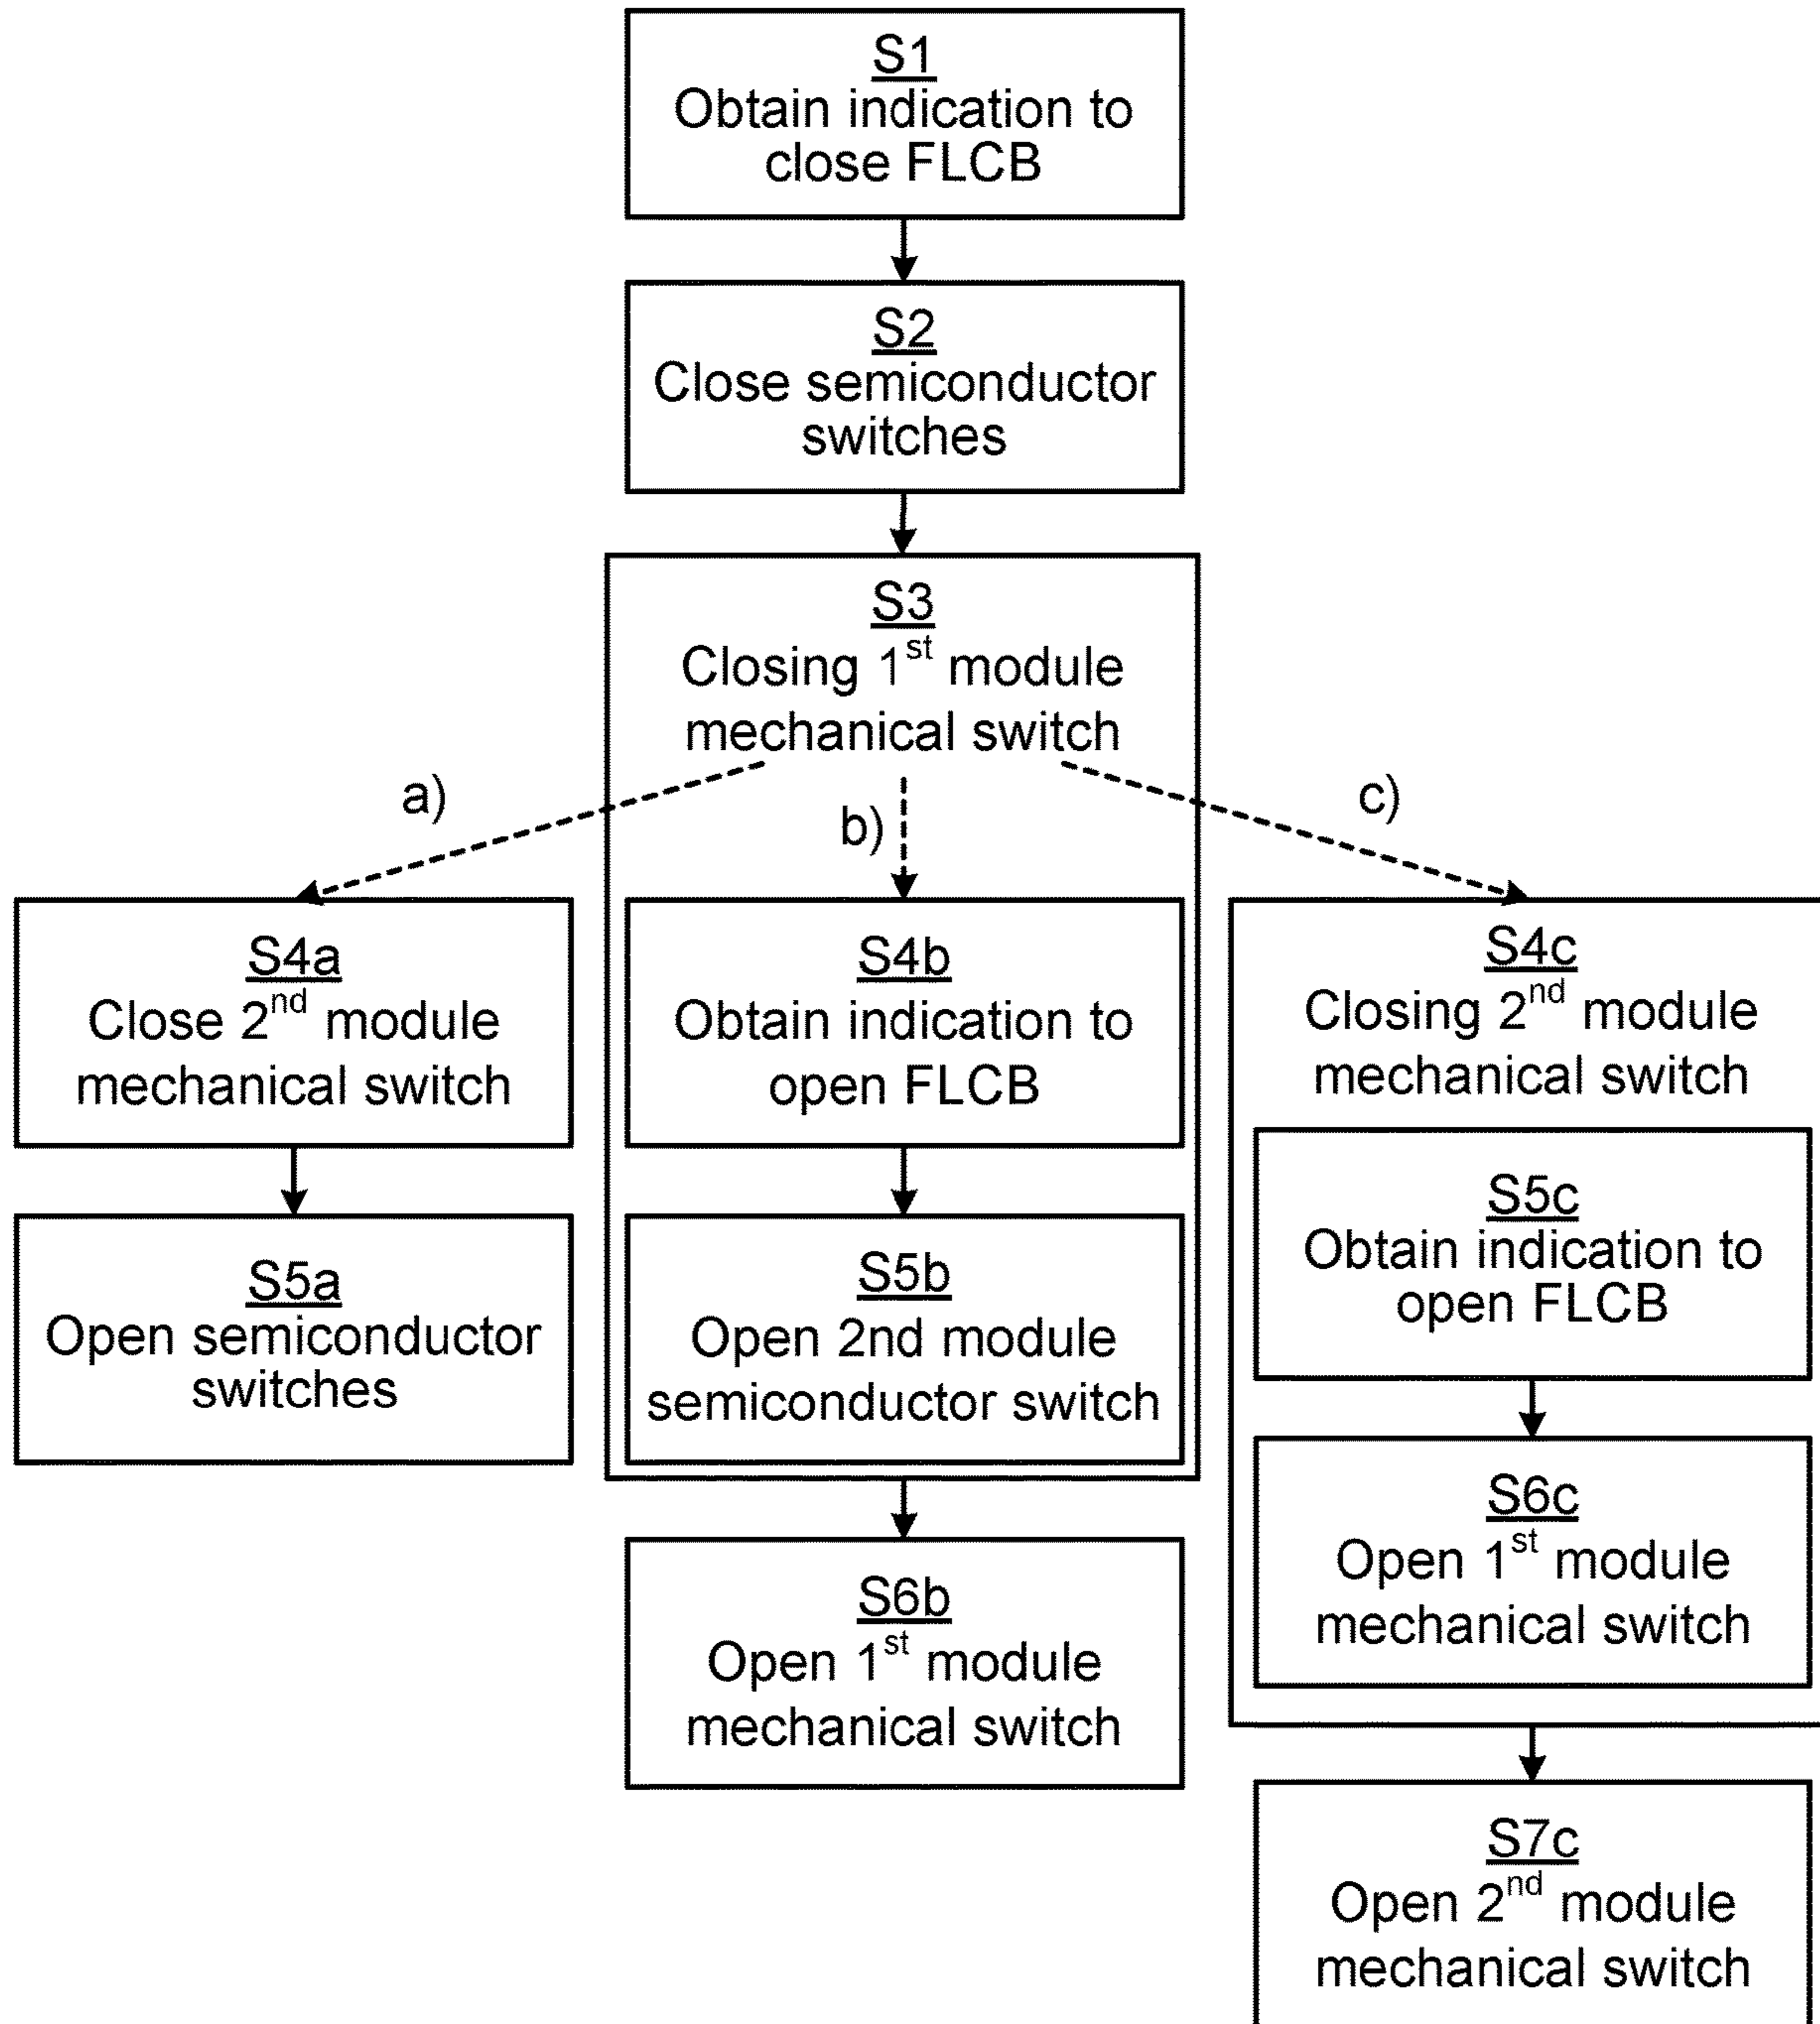 S1
Obtain indication to
close FLCB
S2
Close semiconductor
switches
S3
Closing 1st module
mechanical switch
a)
b)
c)
S4a
Close 2nd module
mechanical switch
S5a
Open semiconductor
switches
S4b
Obtain indication to
open FLCB
S5b
Open 2nd module
semiconductor switch
S6b
Open 1st module
mechanical switch
S4c
Closing 2nd module
mechanical switch
S5c
Obtain indication to
open FLCB
S6c
Open 1st module
mechanical switch
S7c
Open 2nd module
mechanical switch